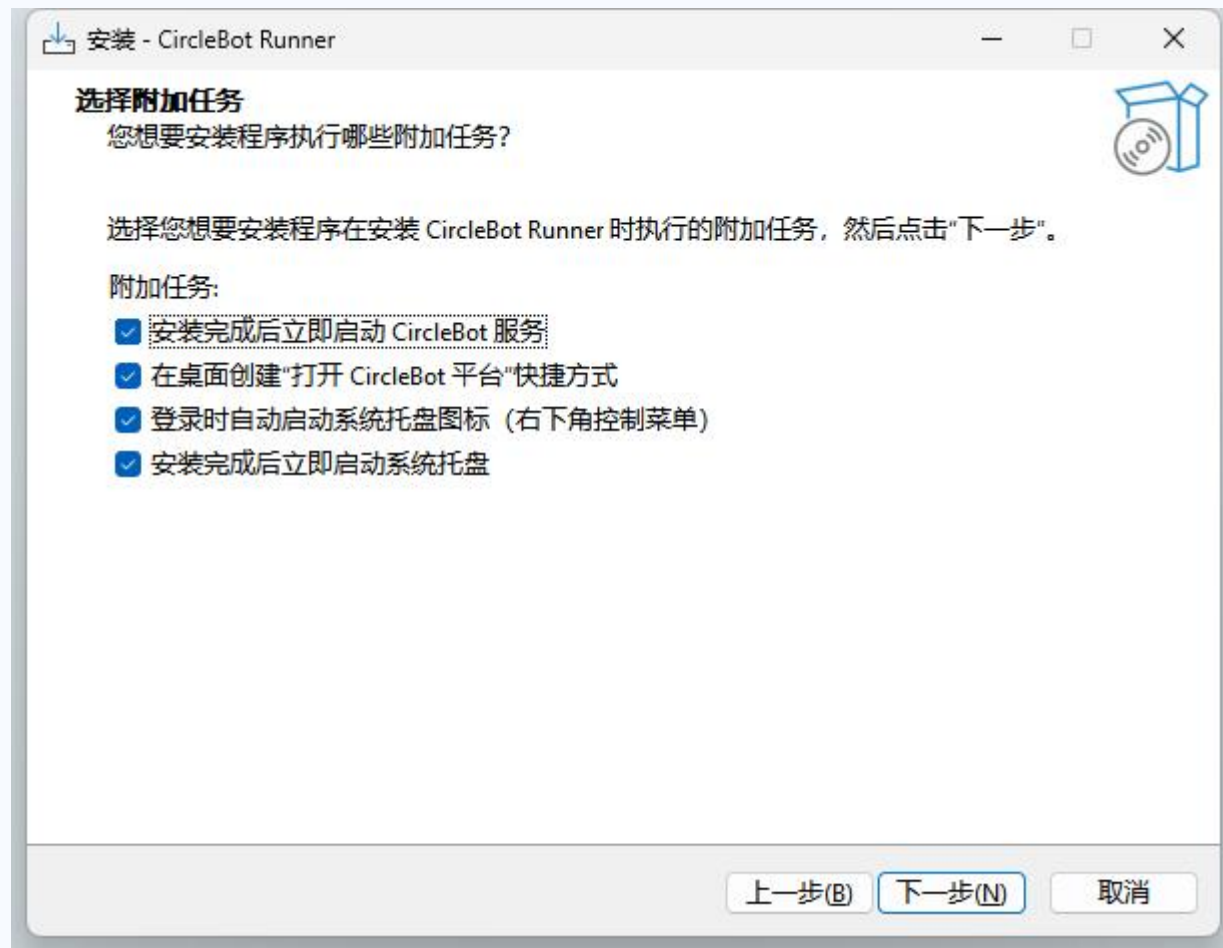 安装 - CircleBot Runner
选择附加任务
您想要安装程序执行哪些附加任务?
选择您想要安装程序在安装 CircleBot Runner 时执行的附加任务，然后点击“下一步”。
附加任务:
安装完成后立即启动 CircleBot 服务
在桌面创建“打开 CircleBot 平台”快捷方式
登录时自动启动系统托盘图标（右下角控制菜单）
安装完成后立即启动系统托盘
上一步(B) 下一步(N) 取消